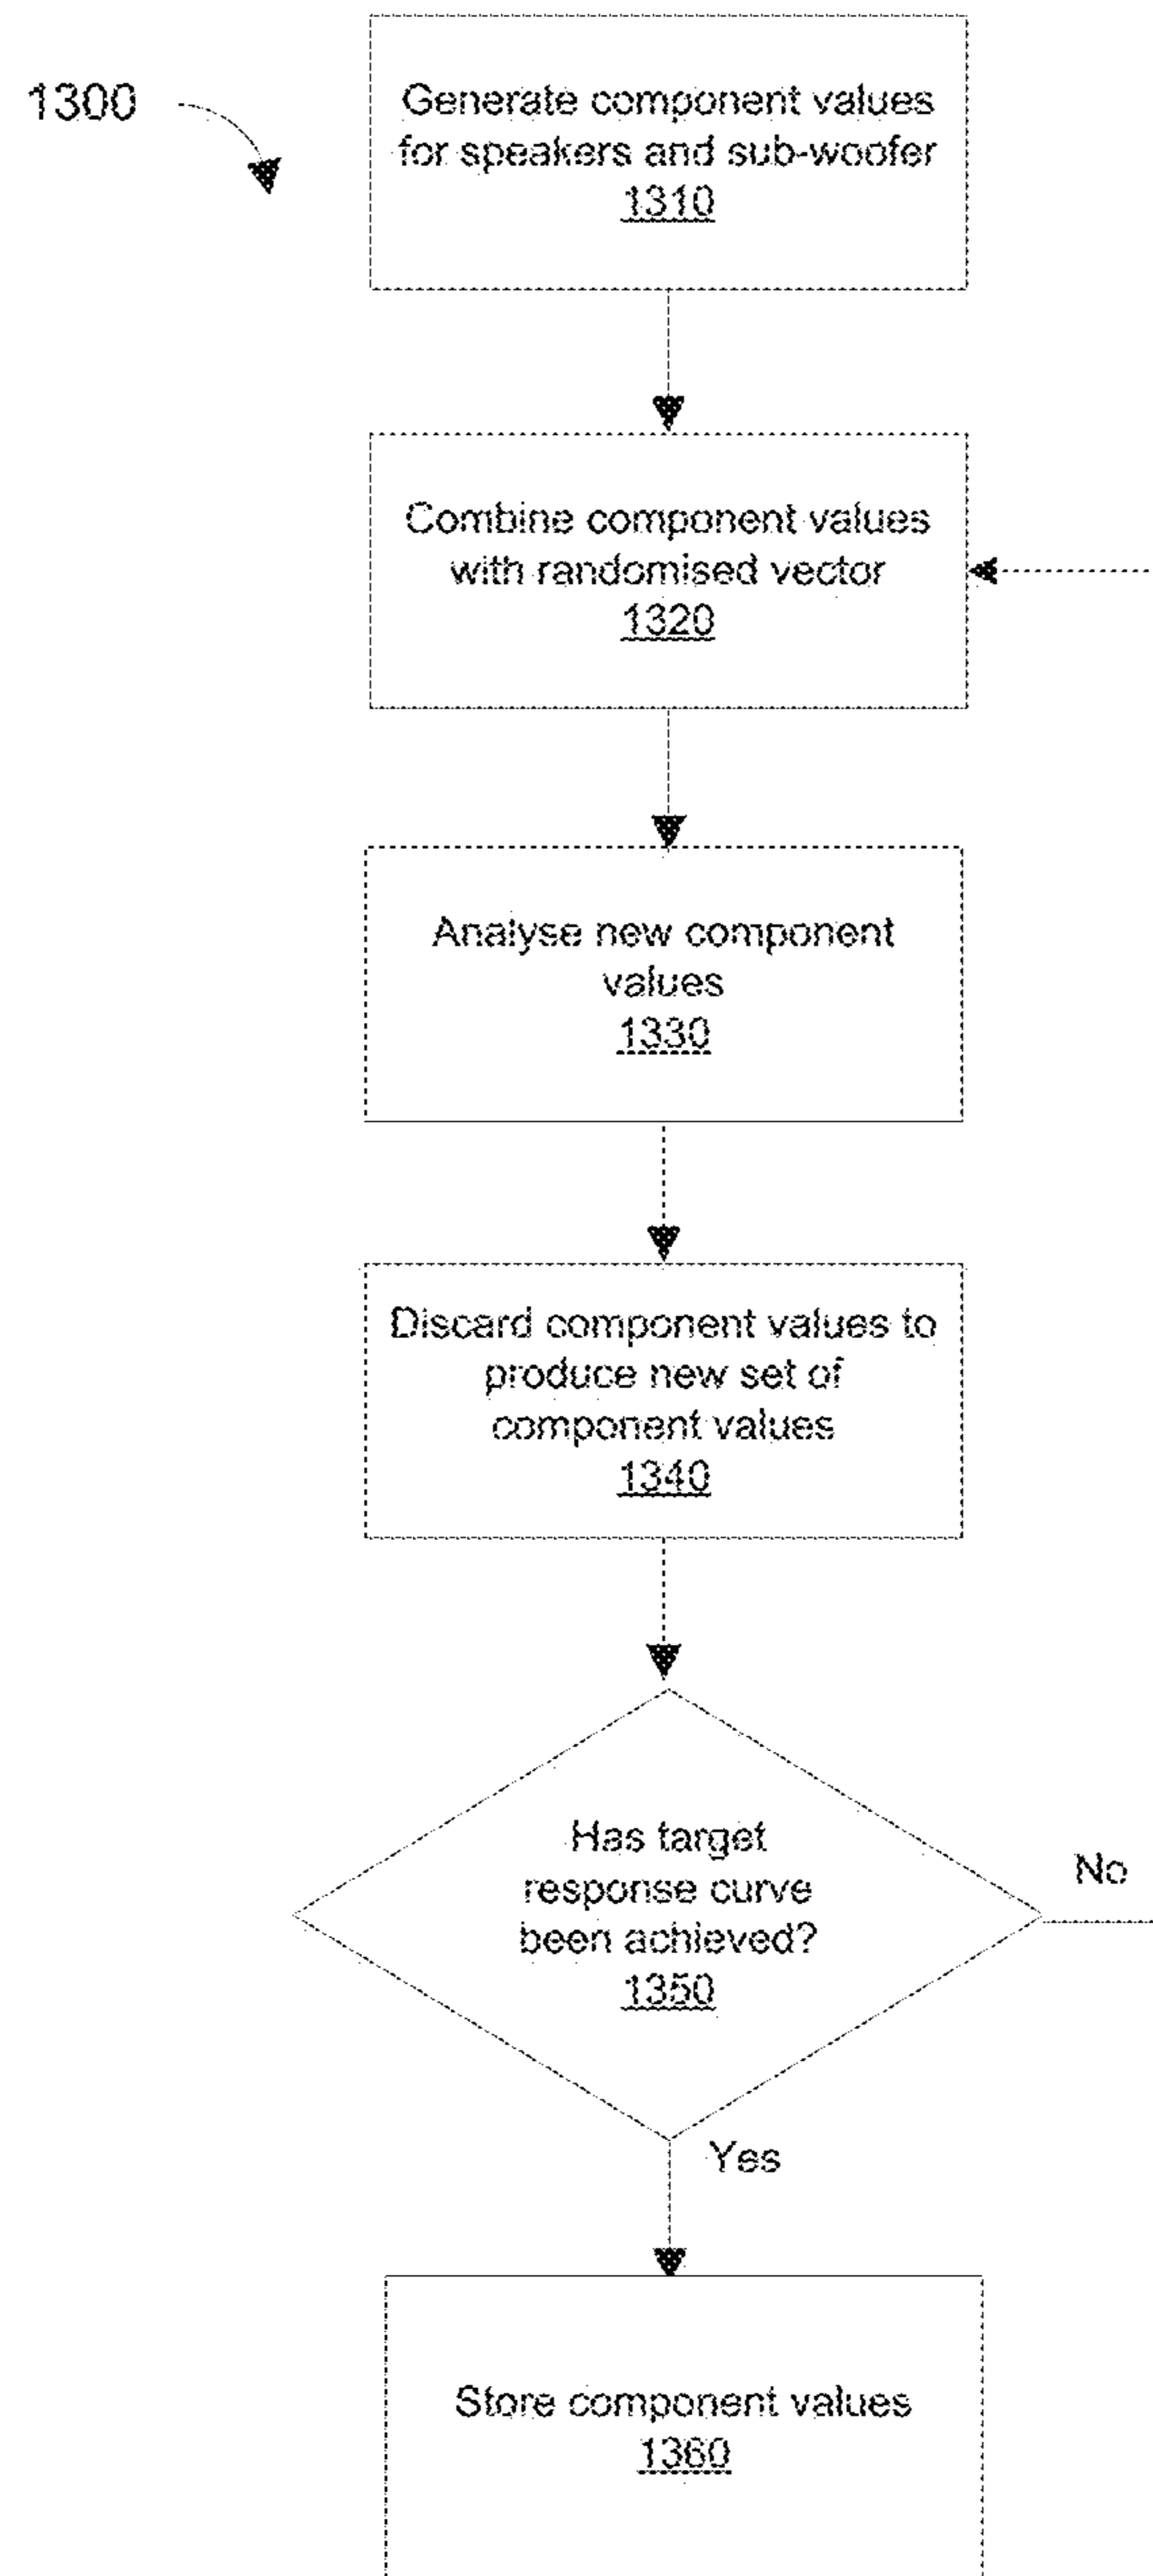 1300
Generate component values
for speakers and sub-woofer
1310
Combine component values
with randomised vector
1320
Analyse new component
values
1330
Discard component values to
produce new set of
component values
1340
Has target
response curve
been achieved?
1350
No
Yes
Store component values
1360